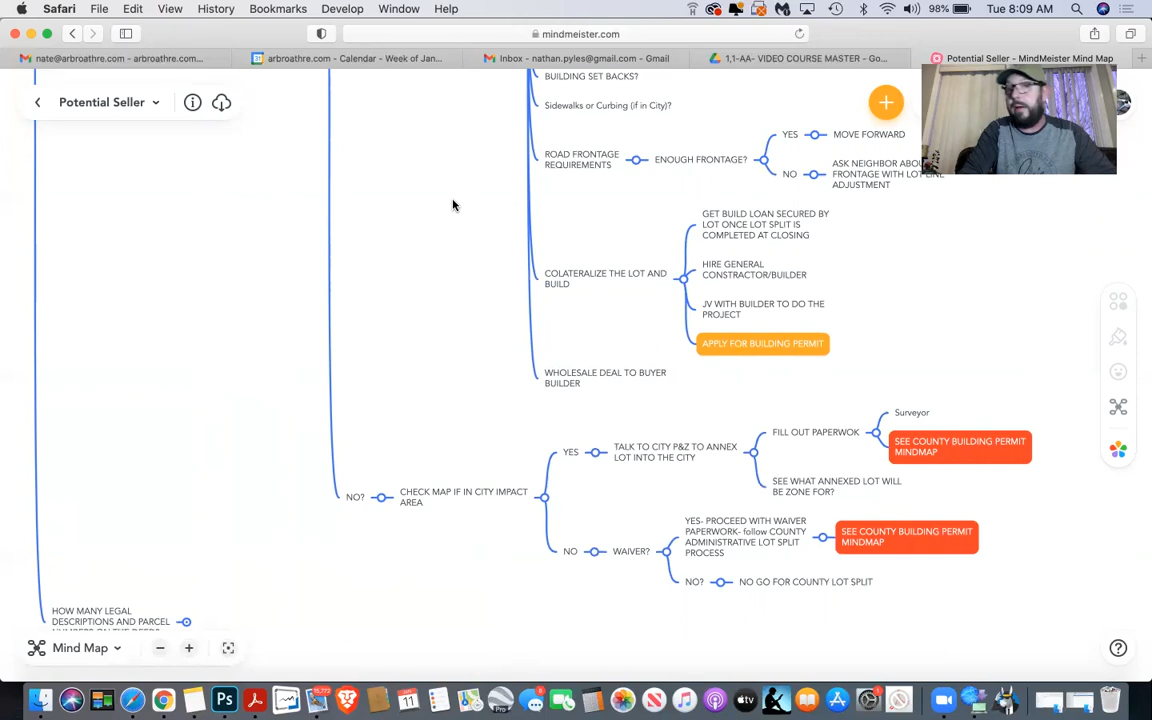 Safari File Edit View History Bookmarks Develop Window Help 98% Tue 8:09 AM
mindmeister.com
nate@arbroathre.com - arbroathre.com... arbroathre.com - Calendar - Week of Jan... Inbox - nathan.pyles@gmail.com - Gmail 1,1-AA- VIDEO COURSE MASTER - Go... Potential Seller - MindMeister Mind Map
Potential Seller
BUILDING SET BACKS?
Sidewalks or Curbing (if in City)?
ROAD FRONTAGE
REQUIREMENTS
ENOUGH FRONTAGE?
YES
MOVE FORWARD
NO
ASK NEIGHBOR ABOU
FRONTAGE WITH LOT LINE
ADJUSTMENT
COLATERALIZE THE LOT AND
BUILD
GET BUILD LOAN SECURED BY
LOT ONCE LOT SPLIT IS
COMPLETED AT CLOSING
HIRE GENERAL
CONSTRACTOR/BUILDER
JV WITH BUILDER TO DO THE
PROJECT
APPLY FOR BUILDING PERMIT
WHOLESALE DEAL TO BUYER
BUILDER
NO?
CHECK MAP IF IN CITY IMPACT
AREA
YES
TALK TO CITY P&Z TO ANNEX
LOT INTO THE CITY
FILL OUT PAPERWOK
Surveyor
SEE COUNTY BUILDING PERMIT
MINDMAP
SEE WHAT ANNEXED LOT WILL
BE ZONE FOR?
NO
WAIVER?
YES- PROCEED WITH WAIVER
PAPERWORK- follow COUNTY
ADMINISTRATIVE LOT SPLIT
PROCESS
SEE COUNTY BUILDING PERMIT
MINDMAP
NO?
NO GO FOR COUNTY LOT SPLIT
HOW MANY LEGAL
DESCRIPTIONS AND PARCEL
NUMBERS ON THE DEEDS
Mind Map